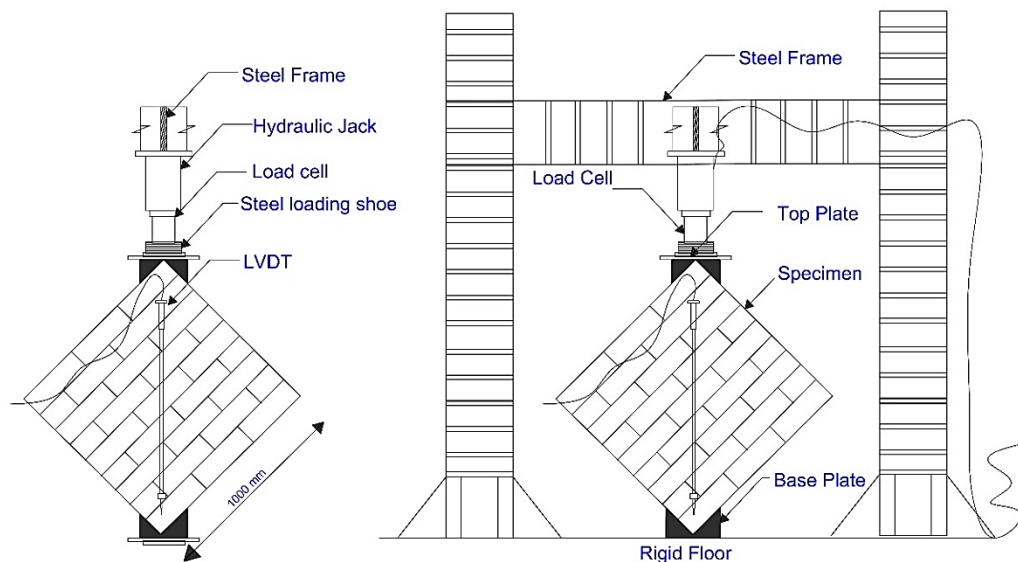 Steel Frame
Hydraulic Jack
Load cell
Steel loading shoe
LVDT
1000 mm
Steel Frame
Load Cell
Top Plate
Specimen
Base Plate
Rigid Floor